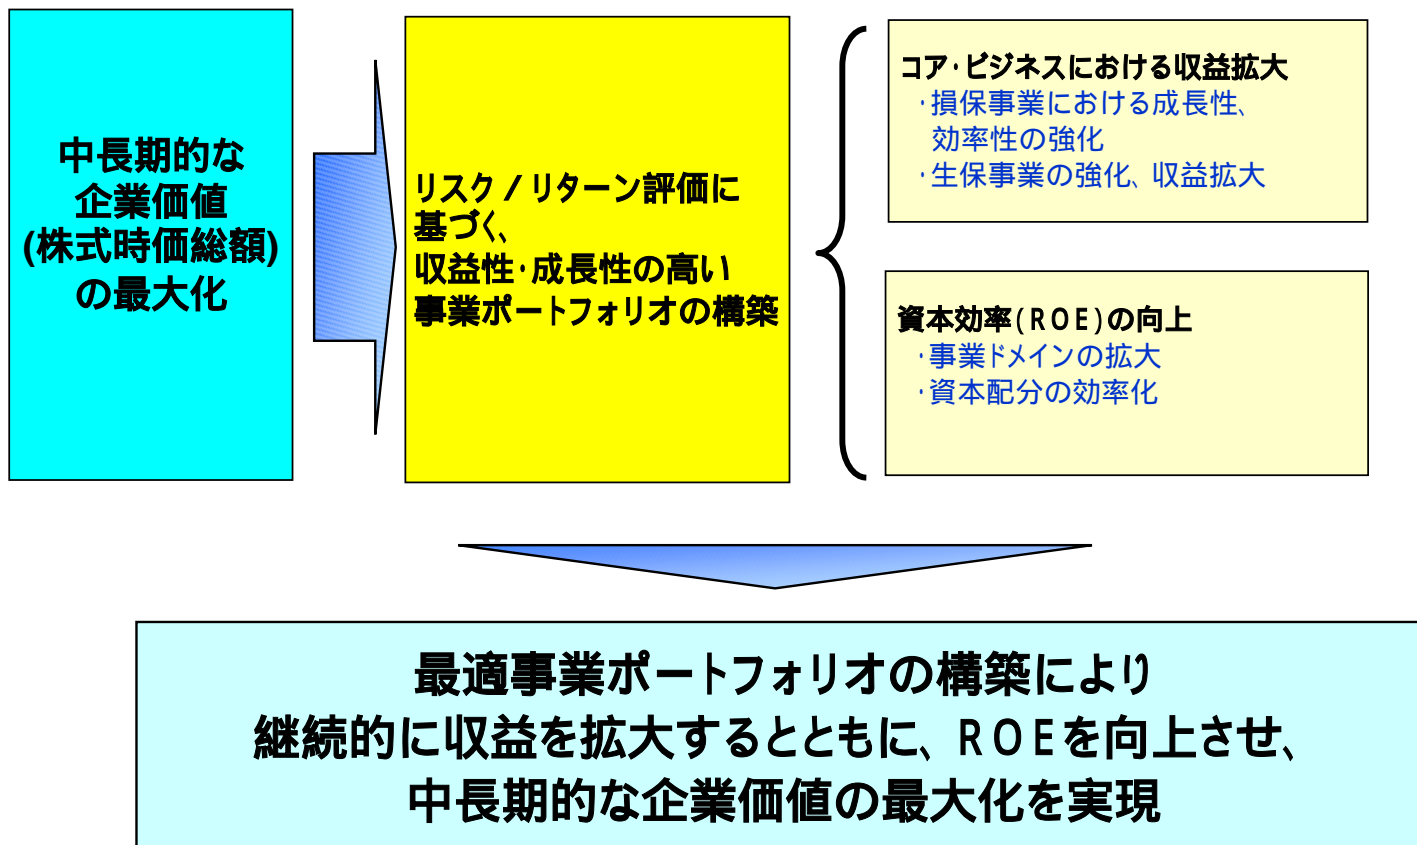 中長期的な
企業価値
(株式時価総額)
の最大化
リスク／リターン評価に
基づく、
収益性・成長性の高い
事業ポートフォリオの構築
コア・ビジネスにおける収益拡大
・損保事業における成長性、
効率性の強化
・生保事業の強化、収益拡大
資本効率(ＲＯＥ)の向上
・事業ドメインの拡大
・資本配分の効率化
最適事業ポートフォリオの構築により
継続的に収益を拡大するとともに、ＲＯＥを向上させ、
中長期的な企業価値の最大化を実現